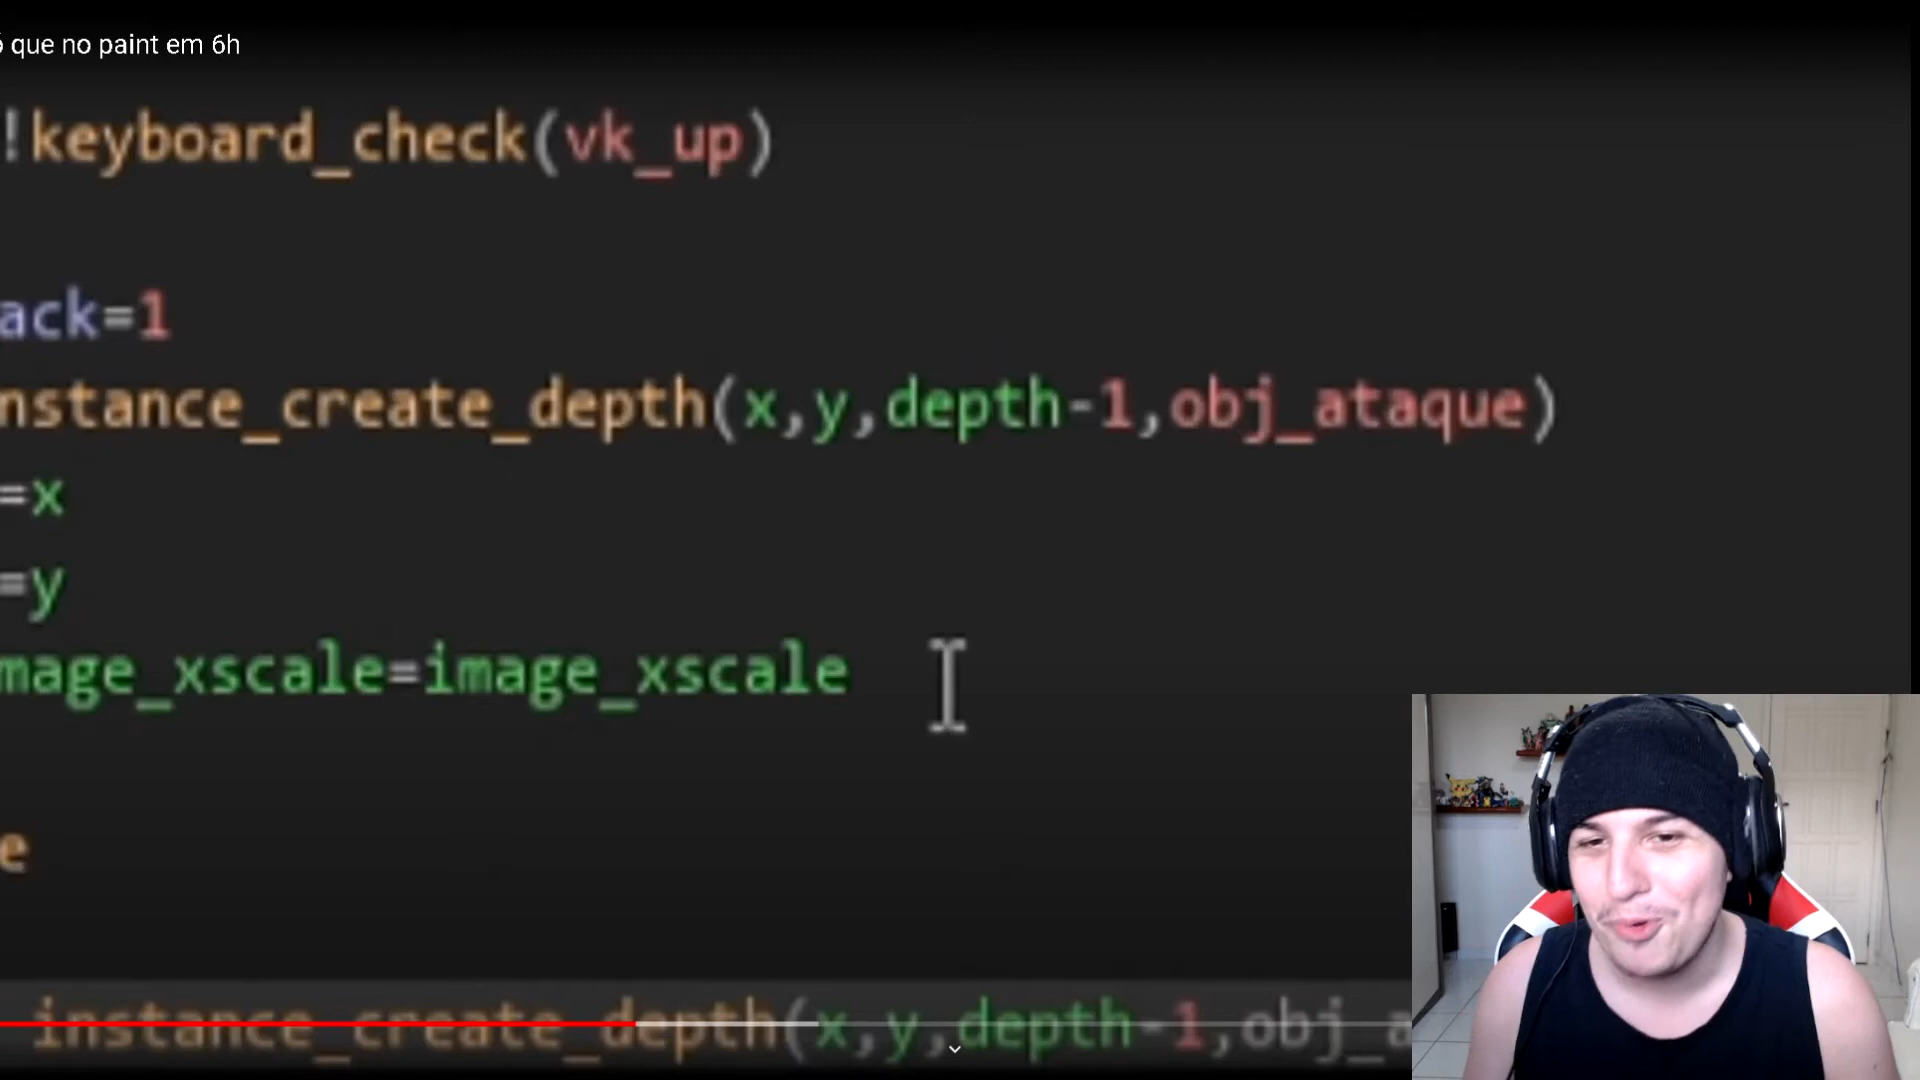 que no paint em 6h
!keyboard_check(vk_up)
ack=1
nstance_create_depth(x,y,depth-1,obj_ataque)
=x
=y
mage_xscale=image_xscale
e
instance_create_depth(x,y,depth-1,obj_a